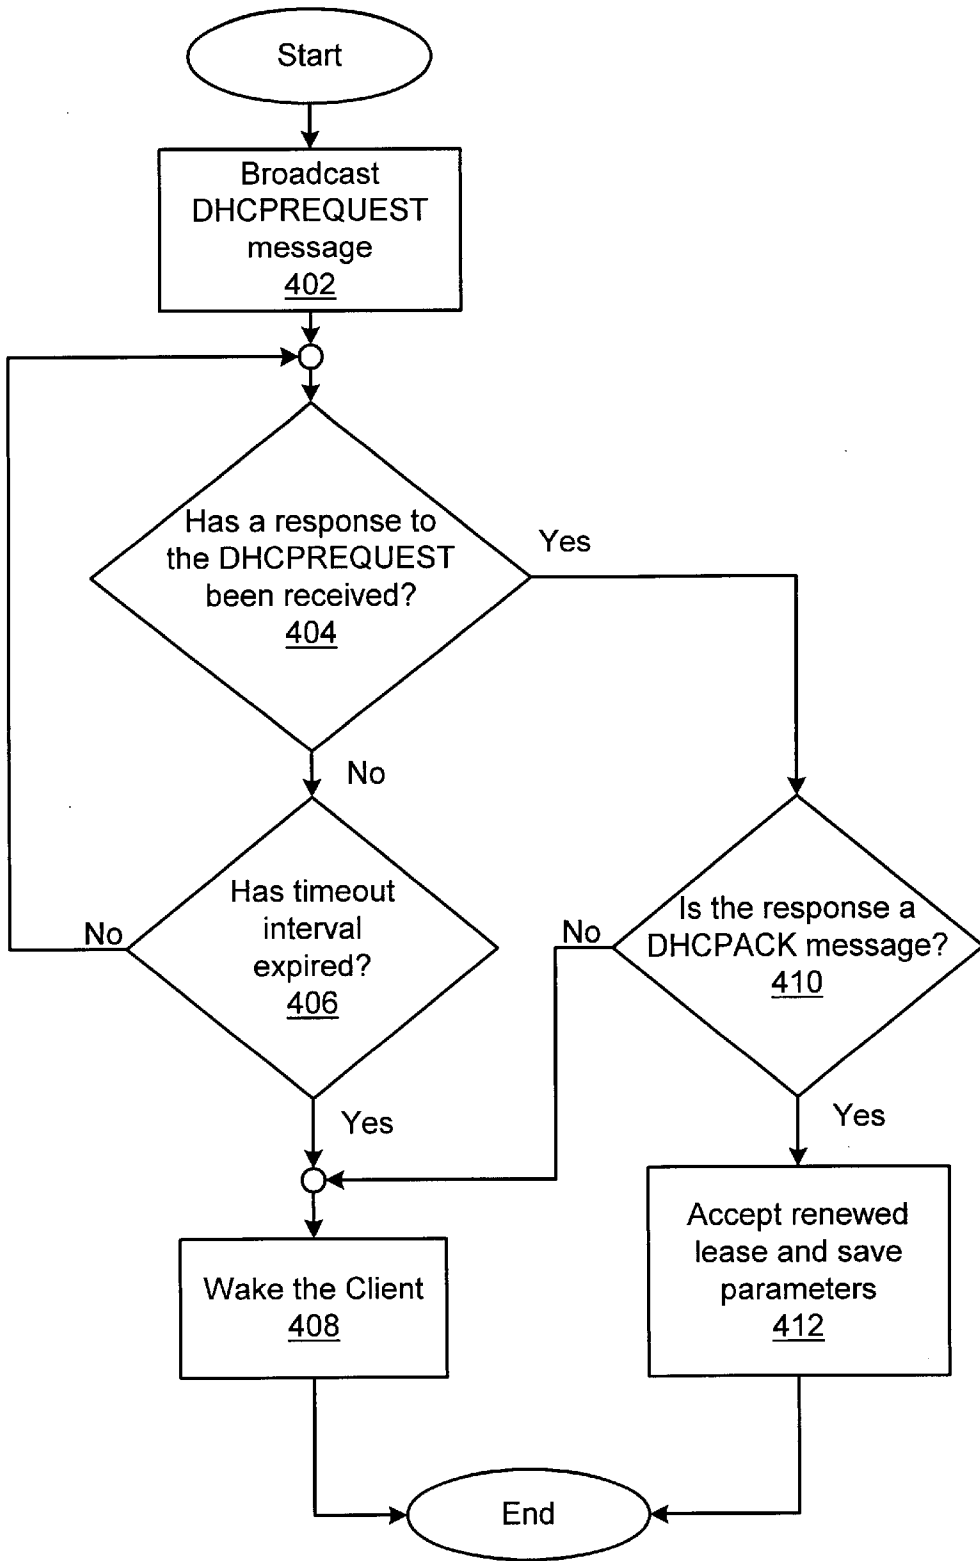 Start
Broadcast
DHCPREQUEST
message
402
Has a response to
the DHCPREQUEST
been received?
404
Yes
No
Has timeout
interval
expired?
406
No
Yes
Is the response a
DHCPACK message?
410
No
Yes
Wake the Client
408
Accept renewed
lease and save
parameters
412
End